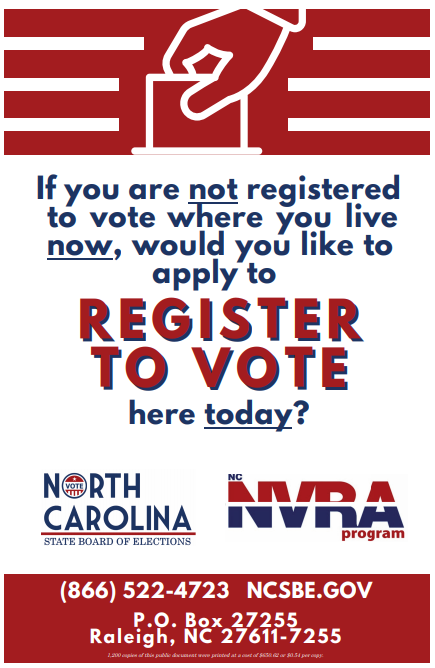 If you are not registered
to vote where you live
now, would you like to
apply to
REGISTER
TO VOTE
here today?
NORTH
VOTE
CAROLINA
STATE BOARD OF ELECTIONS
NC
NVRA
program
(866) 522-4723 NCSBE.GOV
P.O. Box 27255
Raleigh, NC 27611-7255
1,200 copies of this public document were printed at a cost of $650.62 or $0.54 per copy.